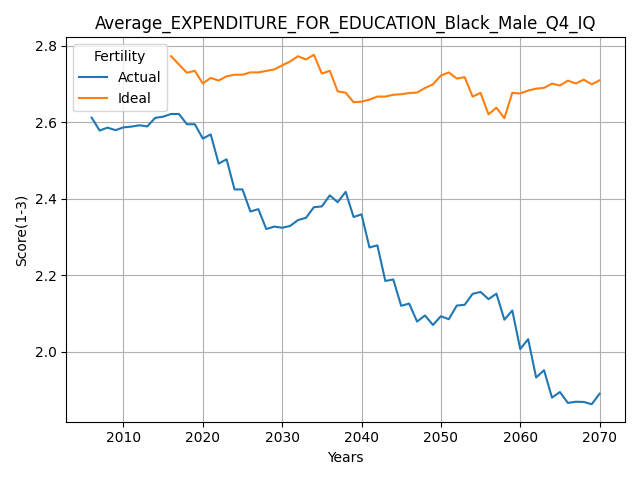 Average_EXPENDITURE_FOR_EDUCATION_Black_Male_Q4_IQ
Fertility
Actual
Ideal
Score(1-3)
2.8
2.6
2.4
2.2
2.0
2010 2020 2030 2040 2050 2060 2070
Years